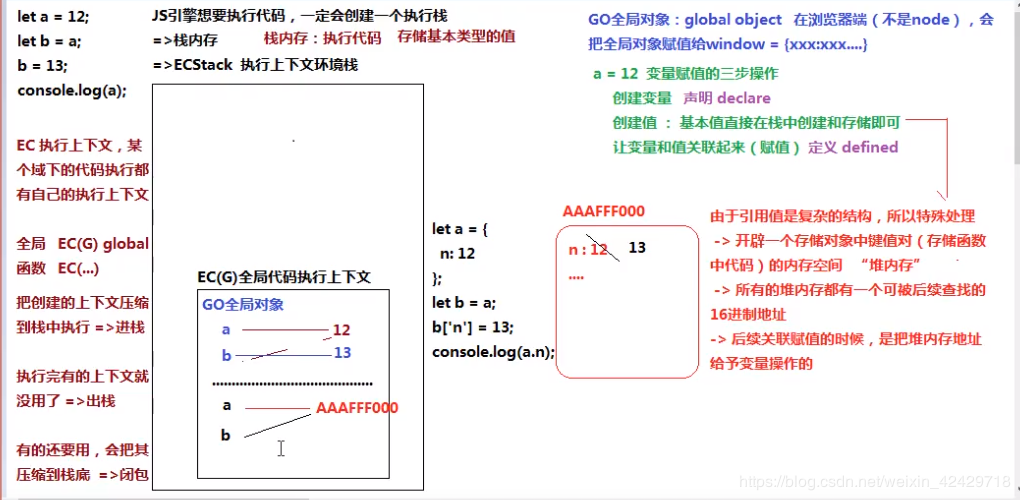 let a = 12;
let b = a;
b = 13;
console.log(a);
JS引擎想要执行代码，一定会创建一个执行栈
=>栈内存 栈内存：执行代码 存储基本类型的值
=>ECStack 执行上下文环境栈
GO全局对象：global object 在浏览器端（不是node），会
把全局对象赋值给window = {xxx:xxx....}
a = 12 变量赋值的三步操作
创建变量 声明 declare
创建值 ： 基本值直接在栈中创建和存储即可
让变量和值关联起来（赋值）定义 defined
EC 执行上下文，某
个域下的代码执行都
有自己的执行上下文
全局 EC(G) global
函数 EC(...)
把创建的上下文压缩
到栈中执行 =>进栈
执行完有的上下文就
没用了 =>出栈
有的还要用，会把其
压缩到栈底 =>闭包
EC(G)全局代码执行上下文
GO全局对象
a 12
b 13
a AAAFFF000
b
let a = {
n: 12
};
let b = a;
b['n'] = 13;
console.log(a.n);
AAAFFF000
n : 12 13
....
由于引用值是复杂的结构，所以特殊处理
-> 开辟一个存储对象中键值对（存储函数
中代码）的内存空间 “堆内存”
-> 所有的堆内存都有一个可被后续查找的
16进制地址
-> 后续关联赋值的时候，是把堆内存地址
给予变量操作的
https://blog.csdn.net/weixin_42429718